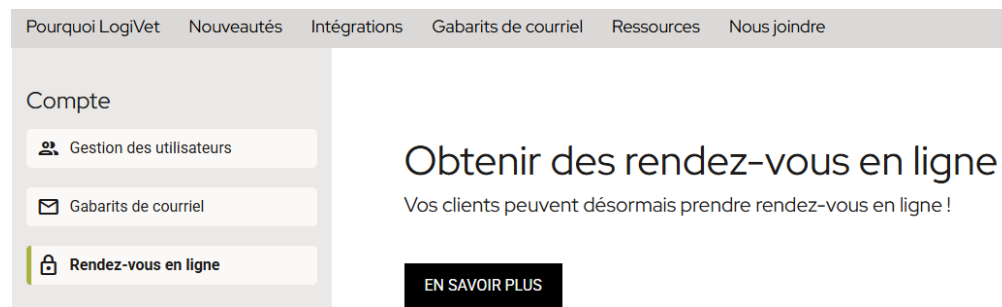 Pourquoi LogiVet Nouveautés Intégrations Gabarits de courriel Ressources Nous joindre
Compte
Gestion des utilisateurs
Gabarits de courriel
Rendez-vous en ligne
Obtenir des rendez-vous en ligne
Vos clients peuvent désormais prendre rendez-vous en ligne !
EN SAVOIR PLUS